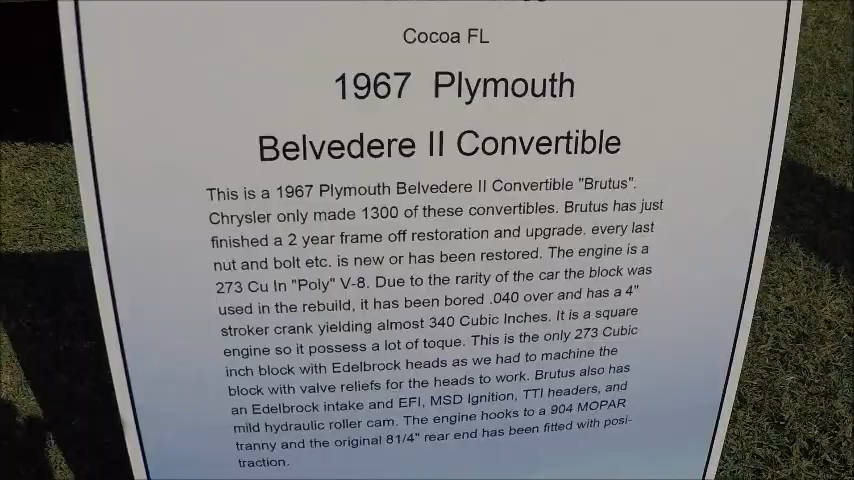 Cocoa FL
1967 Plymouth
Belvedere II Convertible
This is a 1967 Plymouth Belvedere II Convertible "Brutus".
Chrysler only made 1300 of these convertibles. Brutus has just
finished a 2 year frame off restoration and upgrade. every last
nut and bolt etc. is new or has been restored. The engine is a
273 Cu In "Poly" V-8. Due to the rarity of the car the block was
used in the rebuild, it has been bored .040 over and has a 4"
stroker crank yielding almost 340 Cubic Inches. It is a square
engine so it possess a lot of toque. This is the only 273 Cubic
inch block with Edelbrock heads as we had to machine the
block with valve reliefs for the heads to work. Brutus also has
an Edelbrock intake and EFI, MSD Ignition, TTI headers, and
mild hydraulic roller cam. The engine hooks to a 904 MOPAR
tranny and the original 81/4" rear end has been fitted with posi-
traction.